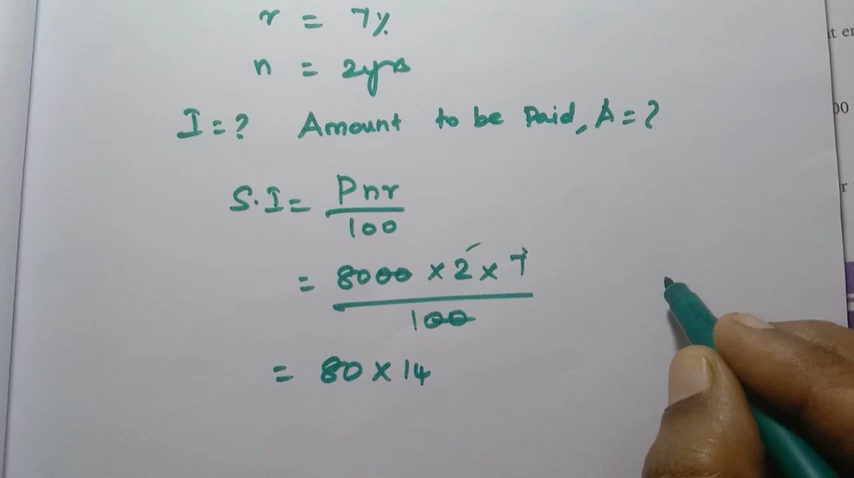 r = 7%
n = 2yrs
I = ? Amount to be Paid, A = ?
S.I = Pnr
100
= 8000 × 2 × 7
100
= 80 × 14